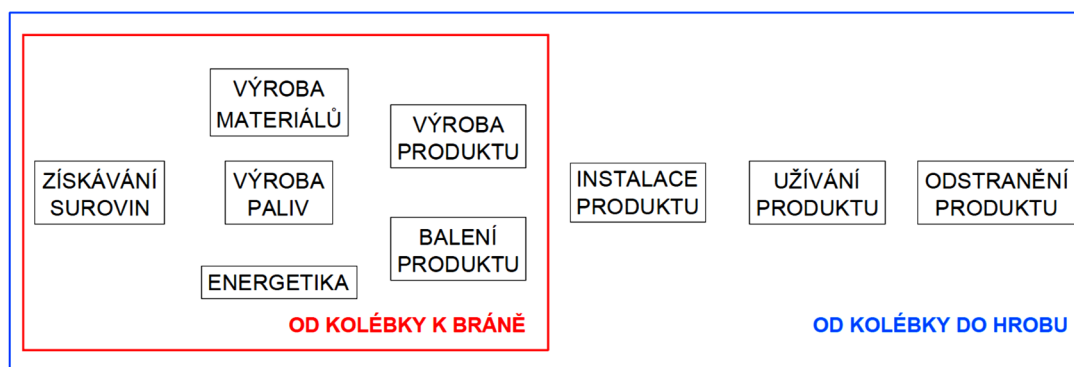 ZÍSKÁVÁNÍ
SUROVIN
VÝROBA
MATERIÁLŮ
VÝROBA
PALIV
ENERGETIKA
VÝROBA
PRODUKTU
BALENÍ
PRODUKTU
INSTALACE
PRODUKTU
UŽÍVÁNÍ
PRODUKTU
ODSTRANĚNÍ
PRODUKTU
OD KOLÉBKY K BRÁNĚ
OD KOLÉBKY DO HROBU